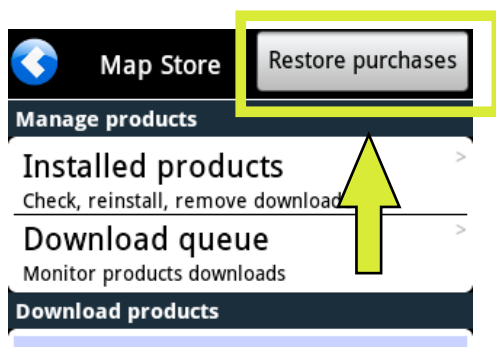 Map Store
Restore purchases
Manage products
Installed products
>
Check, reinstall, remove download
Download queue
>
Monitor products downloads
Download products